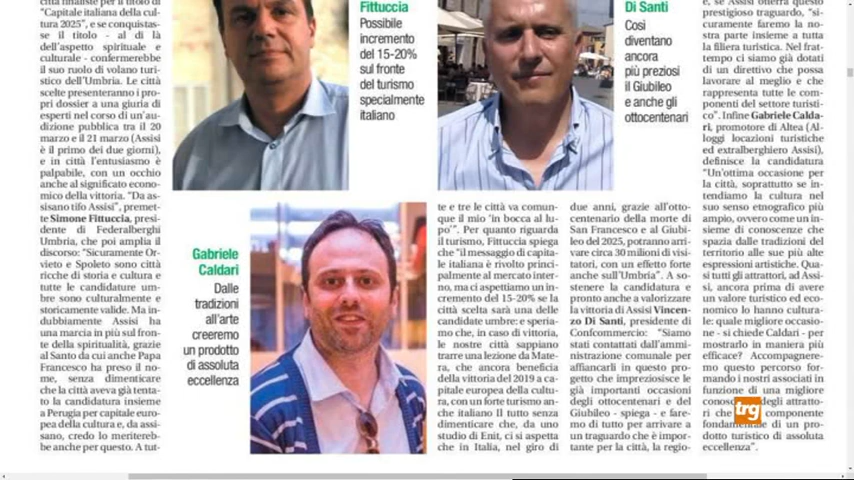 città finaliste per il titolo di
"Capitale italiana della cul-
tura 2025", e se conquistas-
se il titolo - al di là
dell'aspetto spirituale e
culturale - confermerebbe
il suo ruolo di volano turi-
stico dell'Umbria. Le città
scelte presenteranno i pro-
pri dossier a una giuria di
esperti nel corso di un'au-
dizione pubblica tra il 20
marzo e il 21 marzo (Assisi
è il primo dei due giorni),
e in città l'entusiasmo è
palpabile, con un occhio
anche al significato econo-
mico della vittoria. "Da as-
sisano tifo Assisi", premet-
te Simone Fittuccia, presi-
dente di Federalberghi
Umbria, che poi amplia il
discorso: "Sicuramente Or-
vieto e Spoleto sono città
ricche di storia e cultura e
tutte le candidature um-
bre sono culturalmente e
storicamente valide. Ma in-
dubbiamente Assisi ha
una marcia in più sul fron-
te della spiritualità, grazie
al Santo da cui anche Papa
Francesco ha preso il no-
me, senza dimenticare
che la città aveva già tenta-
to la candidatura insieme
a Perugia per capitale euro-
pea della cultura e, da assi-
sano, credo lo meritereb-
be anche per questo. A tut-
Fittuccia
Possibile
incremento
del 15-20%
sul fronte
del turismo
specialmente
italiano
Di Santi
Così
diventano
ancora
più preziosi
il Giubileo
e anche gli
ottocentenari
Gabriele
Caldari
Dalle
tradizioni
all'arte
creeremo
un prodotto
di assoluta
eccellenza
te e tre le città va comun-
que il mio 'in bocca al lu-
po'". Per quanto riguarda
il turismo, Fittuccia spiega
che "il messaggio di capita-
le italiana è rivolto princi-
palmente al mercato inter-
no, ma ci aspettiamo un in-
cremento del 15-20% se la
città scelta sarà una delle
candidate umbre: e speria-
mo che, in caso di vittoria,
le nostre città sappiano
trarre una lezione da Mate-
ra, che ancora beneficia
della vittoria del 2019 a capi-
tale europea della cultu-
ra, con un forte turismo an-
che italiano Il tutto senza
dimenticare che, da uno
studio di Enit, ci si aspetta
che in Italia, nel giro di
due anni, grazie all'otto-
centenario della morte di
San Francesco e al Giubi-
leo del 2025, potranno arri-
vare circa 30 milioni di visi-
tatori, con un effetto forte
anche sull'Umbria". A so-
stenere la candidatura e
pronto anche a valorizzare
la vittoria di Assisi Vincen-
zo Di Santi, presidente di
Confcommercio: "Siamo
stati contattati dall'ammi-
nistrazione comunale per
affiancarli in questo proget-
to che impreziosisce le
già importanti occasioni
degli ottocentenari e del
Giubileo - spiega - e fare-
mo di tutto per arrivare a
un traguardo che è impor-
tante per la città, la regio-
e, se Assisi otterrà questo
prestigioso traguardo, "si-
curamente faremo la no-
stra parte insieme a tutta
la filiera turistica. Nel frat-
tempo ci siamo già dotati
di un direttivo che possa
lavorare al meglio e che
rappresenta tutte le com-
ponenti del settore turisti-
co". Infine Gabriele Calda-
ri, promotore di Altea (Al-
loggi locazioni turistiche
ed extralberghiero Assisi),
definisce la candidatura
"Un'ottima occasione per
la città, soprattutto se in-
tendiamo la cultura nel
suo senso etnografico più
ampio, ovvero come un in-
sieme di conoscenze che
spazia dalle tradizioni del
territorio alle sue più alte
espressioni artistiche. Qua-
si tutti gli attrattori, ad Assi-
si, ancora prima di avere
un valore turistico ed eco-
nomico lo hanno cultura-
le: quale migliore occasio-
ne - si chiede Caldari - per
mostrarlo in maniera più
efficace? Accompagnere-
mo questo percorso for-
mando i nostri associati in
funzione di una migliore
degli attratto-
ri che componente
di un pro-
dotto turistico di assoluta
eccellenza".
trg